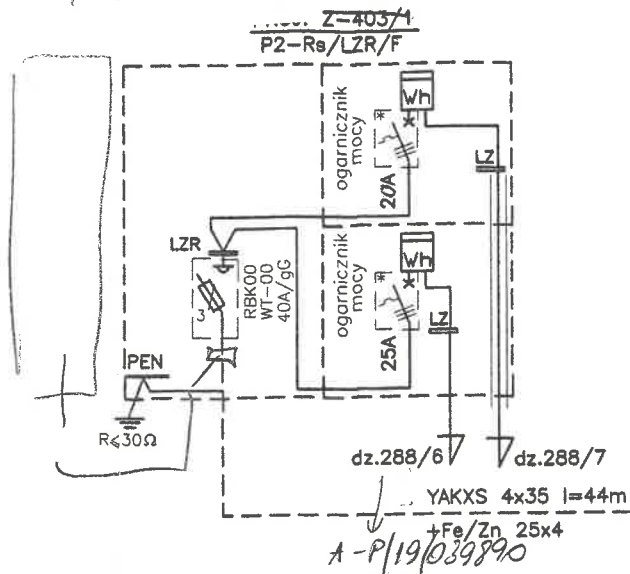 Z-403/1
P2-Rs/LZR/F
ogarnicznik
mocy
*
Wh
20A
LZ
LZR
3
RBK00
WT-00
40A/gG
ogarnicznik
mocy
*
Wh
25A
LZ
PEN
R≤30Ω
dz.288/6
dz.288/7
YAKXS 4x35 l=44m
+Fe/Zn 25x4
A-P/19/039890